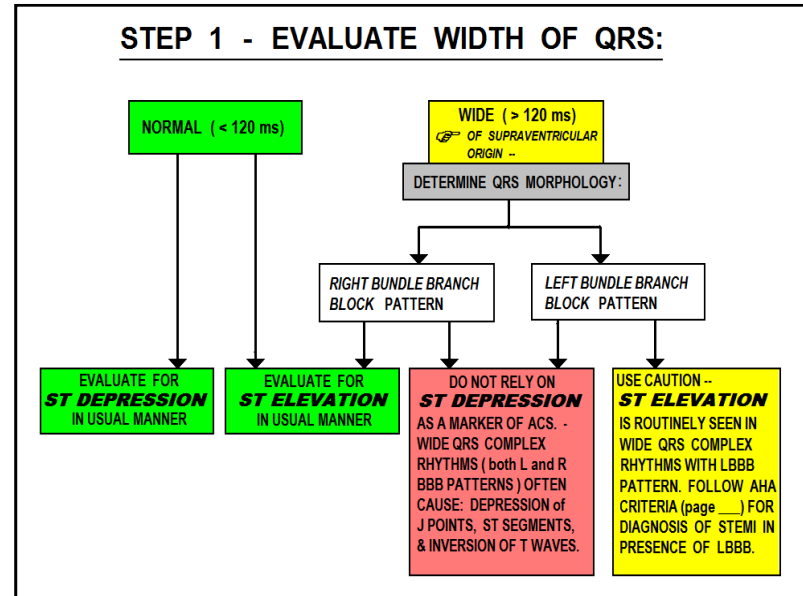 STEP 1 - EVALUATE WIDTH OF QRS:
NORMAL ( < 120 ms)
WIDE ( > 120 ms)
☞ OF SUPRAVENTRICULAR
ORIGIN --
DETERMINE QRS MORPHOLOGY:
RIGHT BUNDLE BRANCH
BLOCK PATTERN
LEFT BUNDLE BRANCH
BLOCK PATTERN
EVALUATE FOR
ST DEPRESSION
IN USUAL MANNER
EVALUATE FOR
ST ELEVATION
IN USUAL MANNER
DO NOT RELY ON
ST DEPRESSION
AS A MARKER OF ACS. -
WIDE QRS COMPLEX
RHYTHMS ( both L and R
BBB PATTERNS ) OFTEN
CAUSE: DEPRESSION of
J POINTS, ST SEGMENTS,
& INVERSION OF T WAVES.
USE CAUTION --
ST ELEVATION
IS ROUTINELY SEEN IN
WIDE QRS COMPLEX
RHYTHMS WITH LBBB
PATTERN. FOLLOW AHA
CRITERIA (page ___) FOR
DIAGNOSIS OF STEMI IN
PRESENCE OF LBBB.